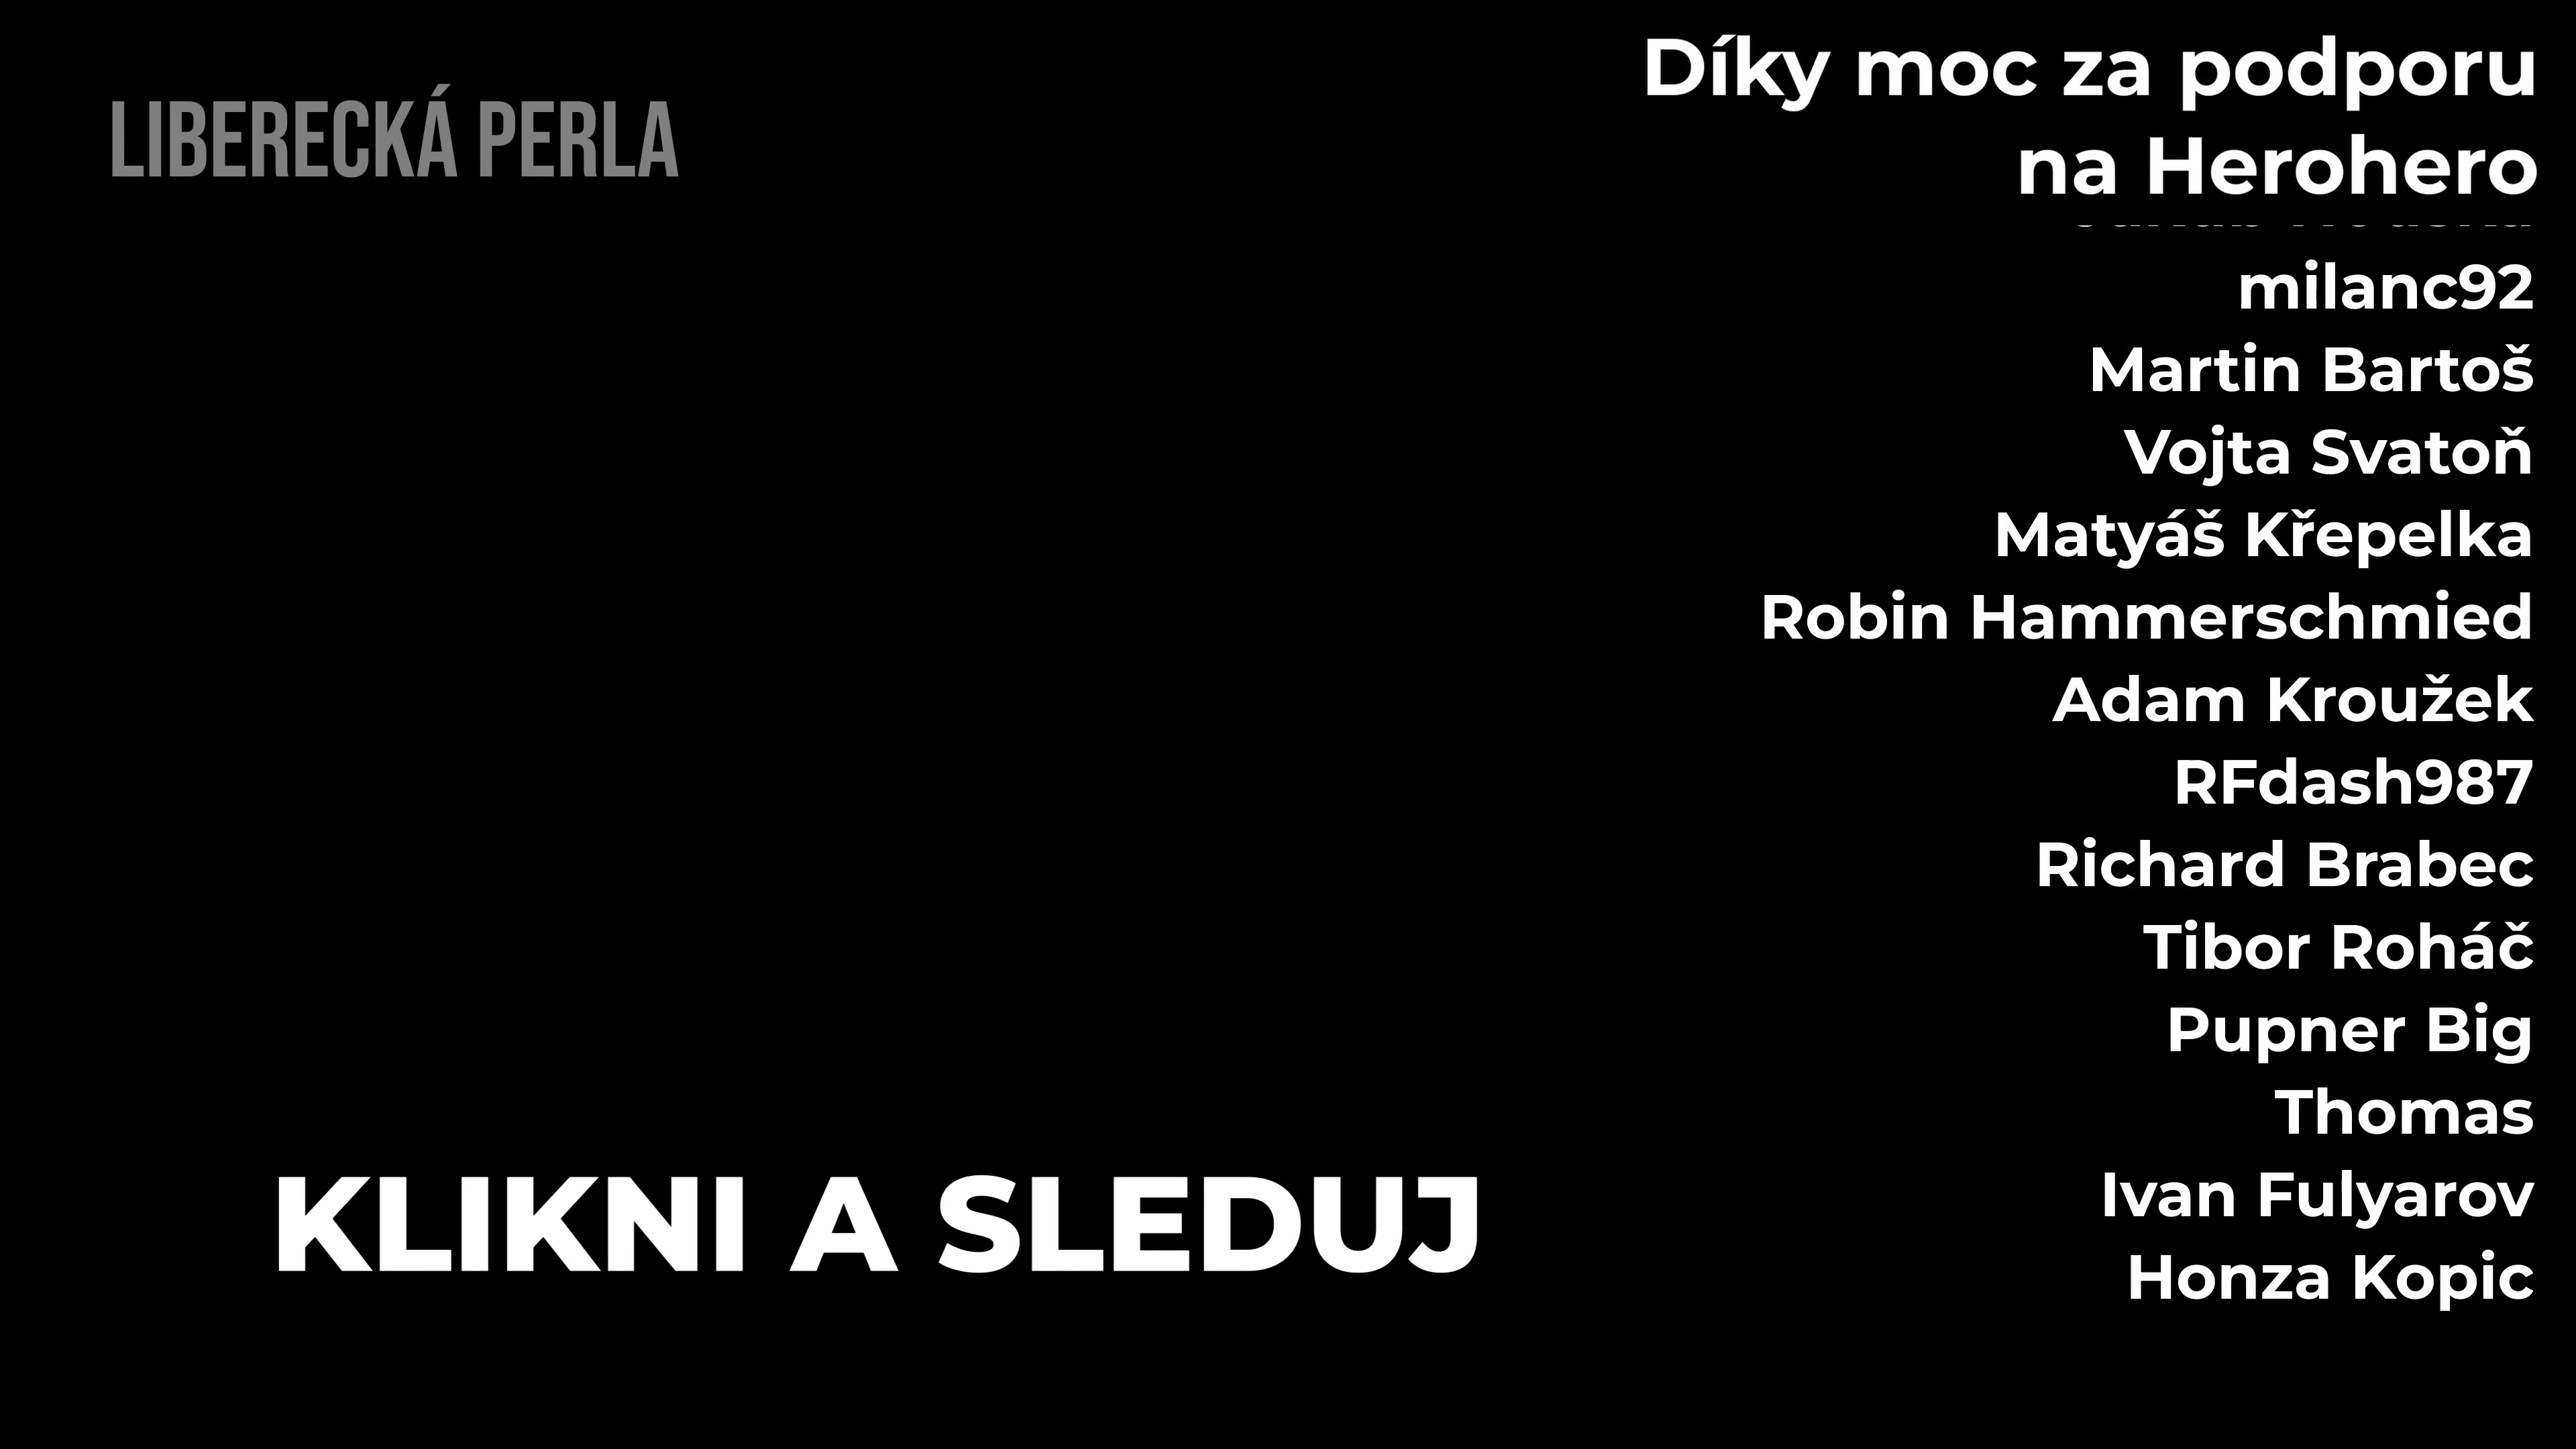 LIBERECKÁ PERLA
Díky moc za podporu
na Herohero
milanc92
Martin Bartoš
Vojta Svatoň
Matyáš Křepelka
Robin Hammerschmied
Adam Kroužek
RFdash987
Richard Brabec
Tibor Roháč
Pupner Big
Thomas
Ivan Fulyarov
Honza Kopic
KLIKNI A SLEDUJ